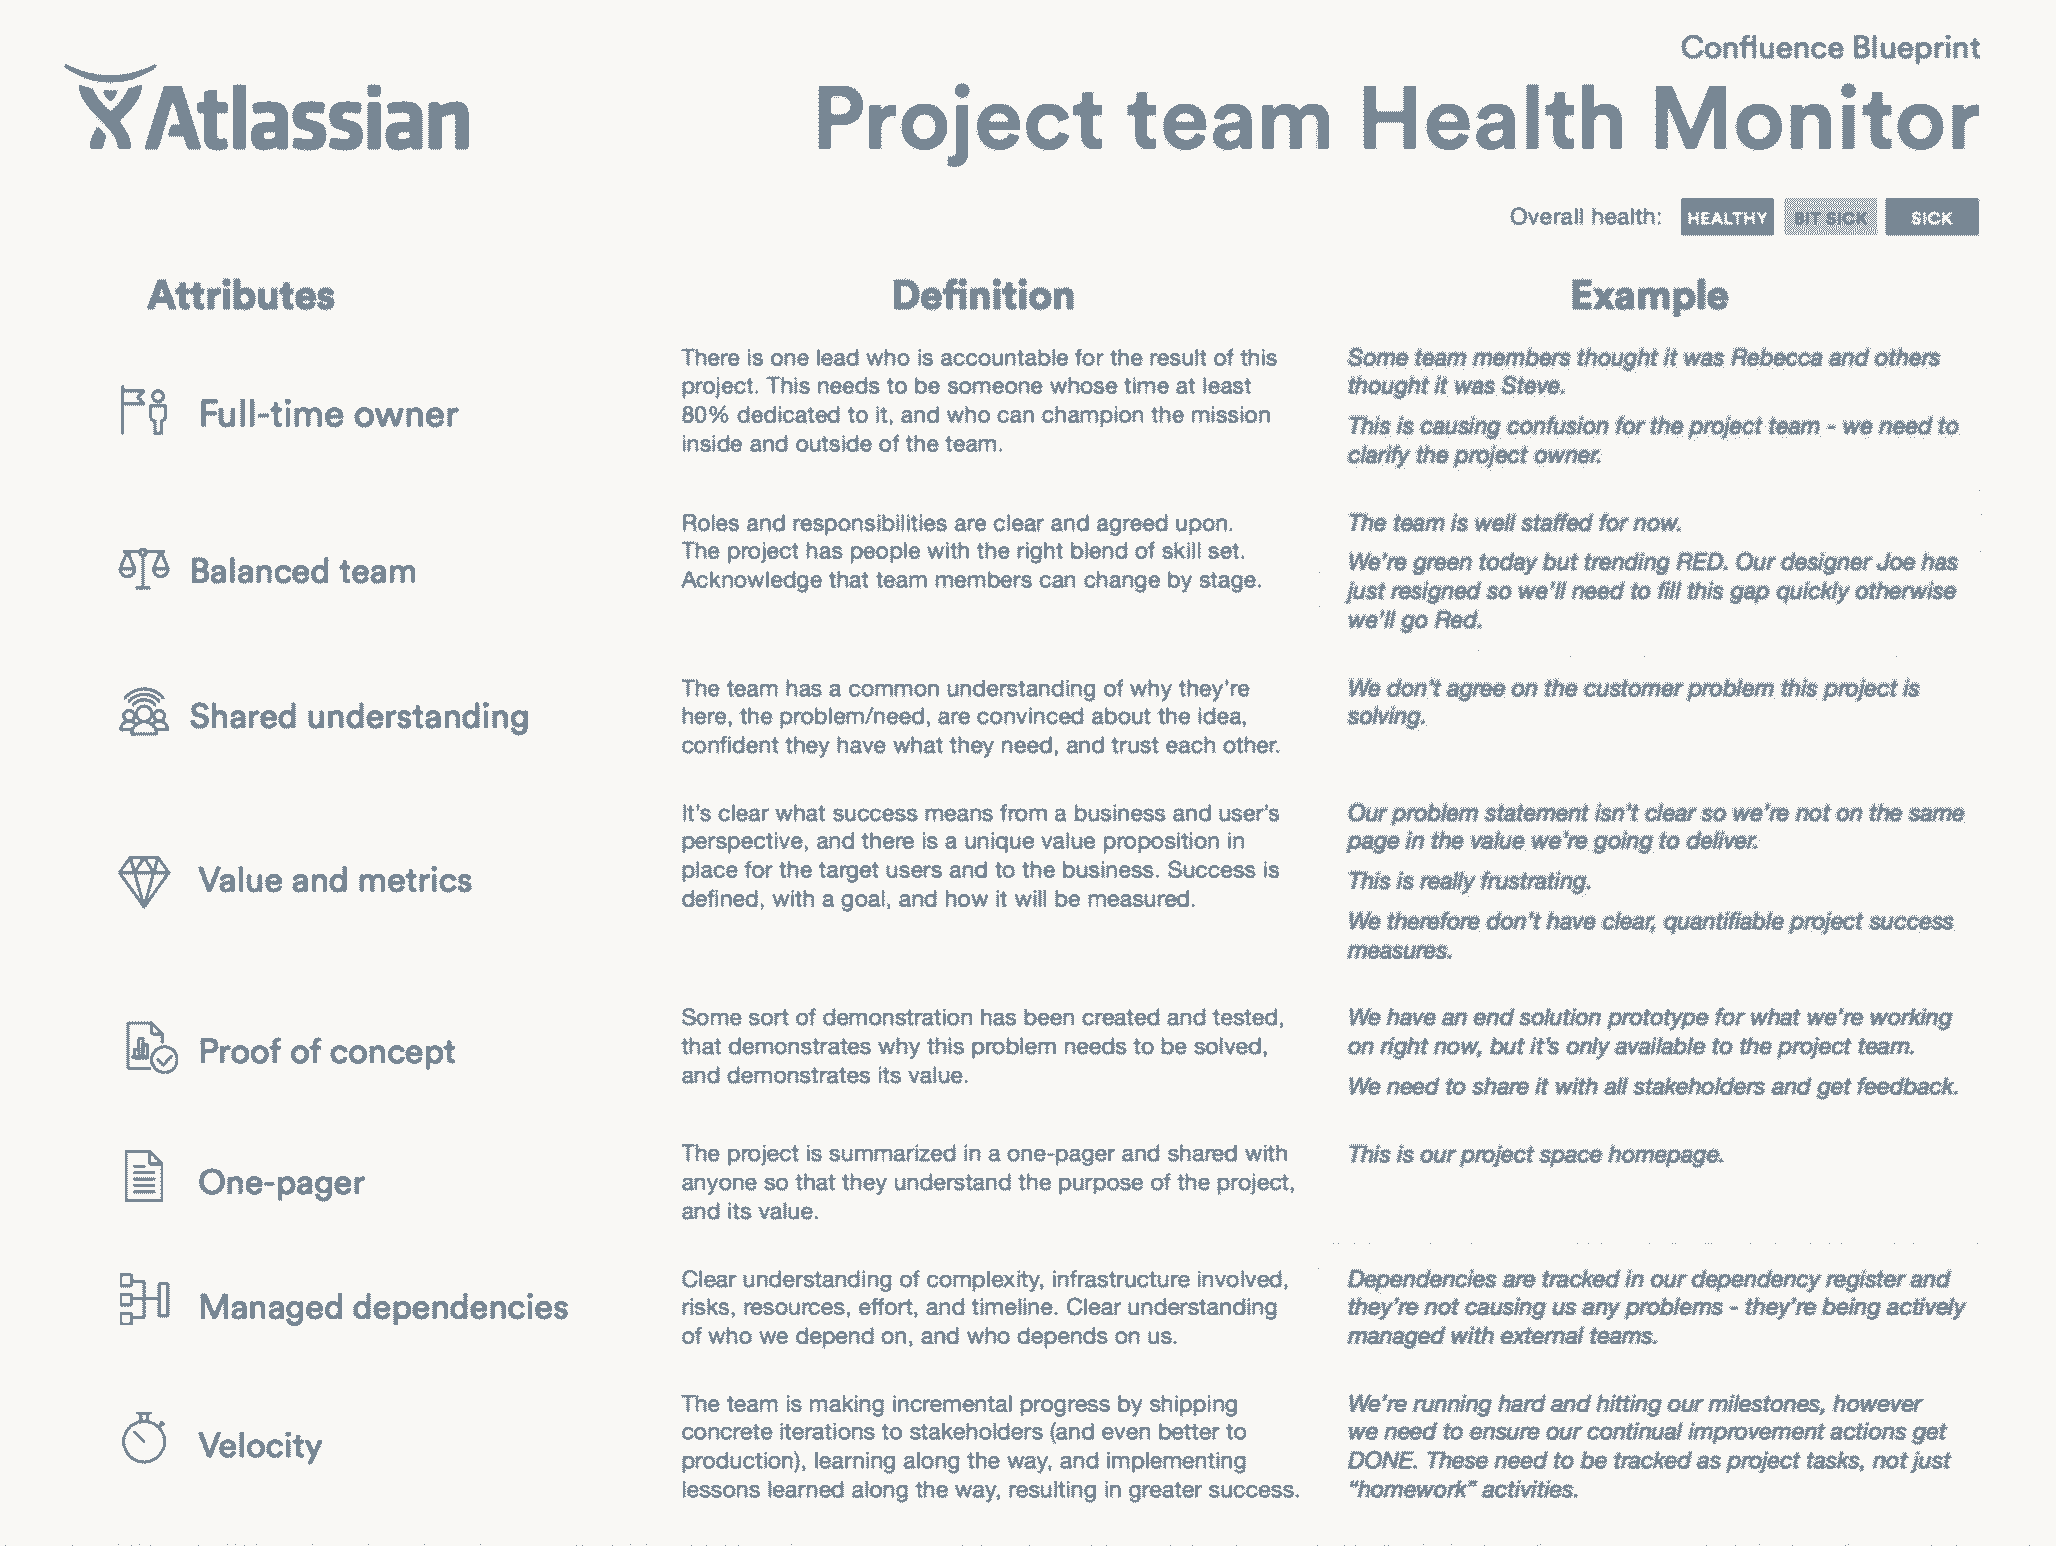 Confluence Blueprint
Atlassian
Project team Health Monitor
Overall health: HEALTHY BIT SICK SICK
Attributes
Definition
Example
Full-time owner
There is one lead who is accountable for the result of this
project. This needs to be someone whose time at least
80% dedicated to it, and who can champion the mission
inside and outside of the team.
Some team members thought it was Rebecca and others
thought it was Steve.
This is causing confusion for the project team - we need to
clarify the project owner.
Balanced team
Roles and responsibilities are clear and agreed upon.
The project has people with the right blend of skill set.
Acknowledge that team members can change by stage.
The team is well staffed for now.
We're green today but trending RED. Our designer Joe has
just resigned so we'll need to fill this gap quickly otherwise
we'll go Red.
Shared understanding
The team has a common understanding of why they're
here, the problem/need, are convinced about the idea,
confident they have what they need, and trust each other.
We don't agree on the customer problem this project is
solving.
Value and metrics
It's clear what success means from a business and user's
perspective, and there is a unique value proposition in
place for the target users and to the business. Success is
defined, with a goal, and how it will be measured.
Our problem statement isn't clear so we're not on the same
page in the value we're going to deliver.
This is really frustrating.
We therefore don't have clear, quantifiable project success
measures.
Proof of concept
Some sort of demonstration has been created and tested,
that demonstrates why this problem needs to be solved,
and demonstrates its value.
We have an end solution prototype for what we're working
on right now, but it's only available to the project team.
We need to share it with all stakeholders and get feedback.
One-pager
The project is summarized in a one-pager and shared with
anyone so that they understand the purpose of the project,
and its value.
This is our project space homepage.
Managed dependencies
Clear understanding of complexity, infrastructure involved,
risks, resources, effort, and timeline. Clear understanding
of who we depend on, and who depends on us.
Dependencies are tracked in our dependency register and
they're not causing us any problems - they're being actively
managed with external teams.
Velocity
The team is making incremental progress by shipping
concrete iterations to stakeholders (and even better to
production), learning along the way, and implementing
lessons learned along the way, resulting in greater success.
We're running hard and hitting our milestones, however
we need to ensure our continual improvement actions get
DONE. These need to be tracked as project tasks, not just
"homework" activities.